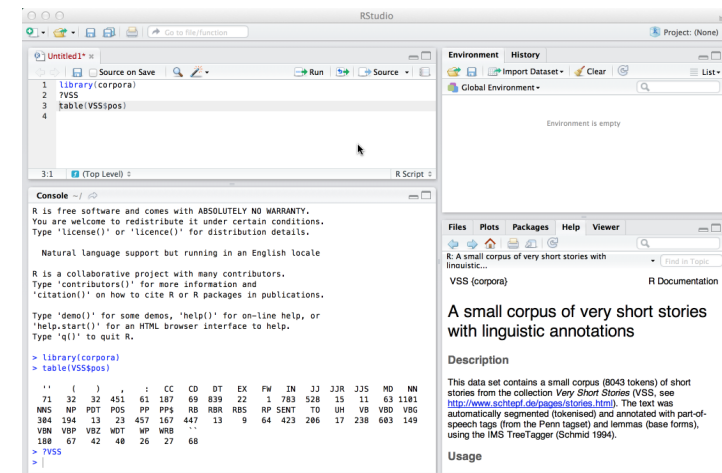 RStudio
Go to file/function
Project: (None)
Untitled1*
Source on Save
Run
Source
1 library(corpora)
2 ?VSS
3 table(VSS$pos)
4
3:1 (Top Level) R Script
Console ~/
R is free software and comes with ABSOLUTELY NO WARRANTY.
You are welcome to redistribute it under certain conditions.
Type 'license()' or 'licence()' for distribution details.
Natural language support but running in an English locale
R is a collaborative project with many contributors.
Type 'contributors()' for more information and
'citation()' on how to cite R or R packages in publications.
Type 'demo()' for some demos, 'help()' for on-line help, or
'help.start()' for an HTML browser interface to help.
Type 'q()' to quit R.
> library(corpora)
> table(VSS$pos)
'' ( ) , : CC CD DT EX FW IN JJ JJR JJS MD NN
71 32 32 451 61 187 69 839 22 1 783 528 15 11 63 1101
NNS NP PDT POS PP PP$ RB RBR RBS RP SENT TO UH VB VBD VBG
304 194 13 23 457 167 447 13 9 64 423 206 17 238 603 149
VBN VBP VBZ WDT WP WRB ``
180 67 42 40 26 27 68
> ?VSS
>
Environment History
Import Dataset Clear List
Global Environment
Environment is empty
Files Plots Packages Help Viewer
R: A small corpus of very short stories with
linguistic...
Find in Topic
VSS {corpora} R Documentation
A small corpus of very short stories
with linguistic annotations
Description
This data set contains a small corpus (8043 tokens) of short
stories from the collection Very Short Stories (VSS, see
http://www.schtepf.de/pages/stories.html). The text was
automatically segmented (tokenised) and annotated with part-of-
speech tags (from the Penn tagset) and lemmas (base forms),
using the IMS TreeTagger (Schmid 1994).
Usage